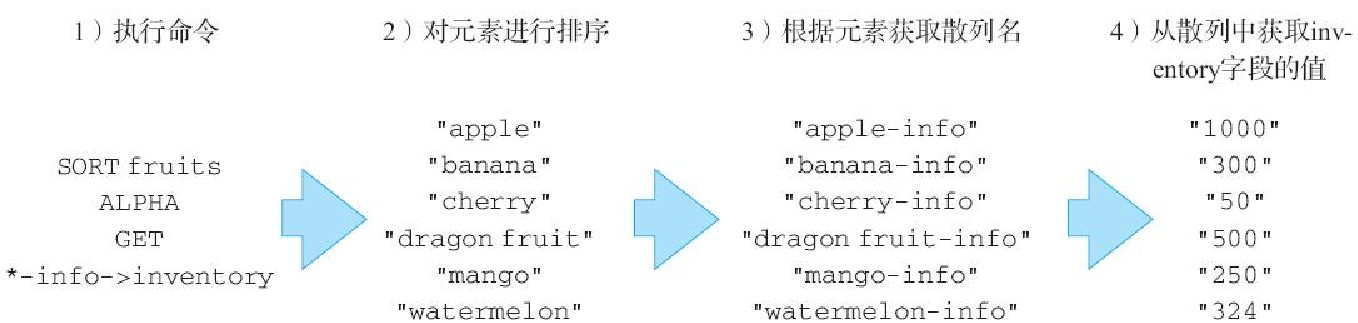 1）执行命令
2）对元素进行排序
3）根据元素获取散列名
4）从散列中获取inv-
entory字段的值
SORT fruits
ALPHA
GET
*-info->inventory
"apple"
"banana"
"cherry"
"dragon fruit"
"mango"
"watermelon"
"apple-info"
"banana-info"
"cherry-info"
"dragon fruit-info"
"mango-info"
"watermelon-info"
"1000"
"300"
"50"
"500"
"250"
"324"